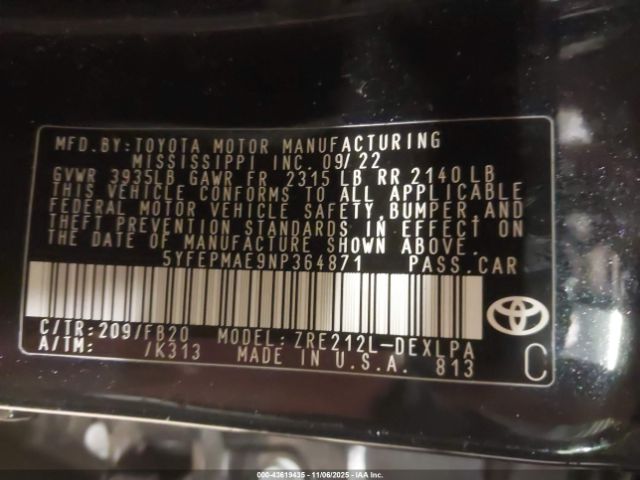 MFD.BY:TOYOTA MOTOR MANUFACTURING
MISSISSIPPI INC. 09/22
GVWR 3935LB GAWR FR 2315 LB RR 2140 LB
THIS VEHICLE CONFORMS TO ALL APPLICABLE
FEDERAL MOTOR VEHICLE SAFETY,BUMPER,AND
THEFT PREVENTION STANDARDS IN EFFECT ON
THE DATE OF MANUFACTURE SHOWN ABOVE.
5YFEPMAE9NP364871 PASS.CAR
C/TR:209/FB20 MODEL:ZRE212L-DEXLPA
A/TM: /K313 MADE IN U.S.A. 813
C
000-43619435 - 11/06/2025 - IAA Inc. All Rights Reserved.